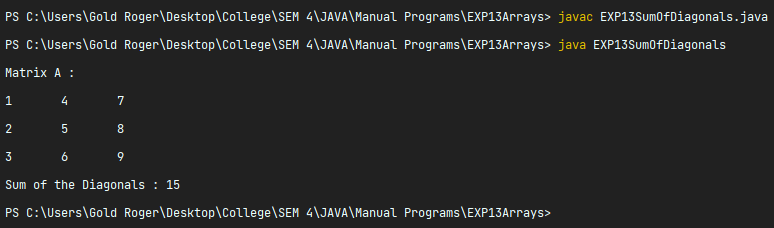 PS C:\Users\Gold Roger\Desktop\College\SEM 4\JAVA\Manual Programs\EXP13Arrays> javac EXP13SumOfDiagonals.java
PS C:\Users\Gold Roger\Desktop\College\SEM 4\JAVA\Manual Programs\EXP13Arrays> java EXP13SumOfDiagonals
Matrix A :
1 4 7
2 5 8
3 6 9
Sum of the Diagonals : 15
PS C:\Users\Gold Roger\Desktop\College\SEM 4\JAVA\Manual Programs\EXP13Arrays>